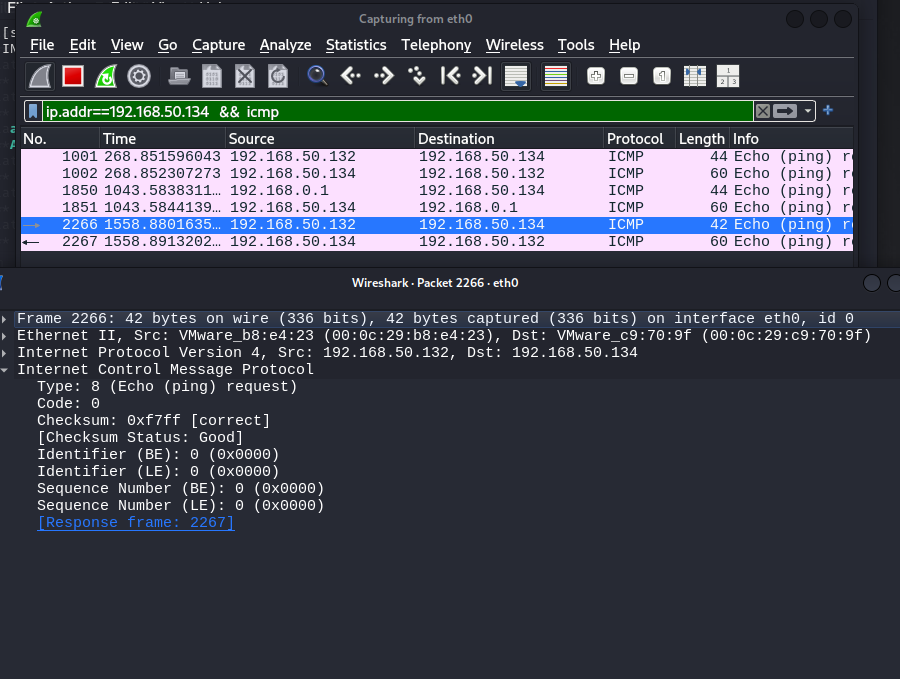 Capturing from eth0
File Edit View Go Capture Analyze Statistics Telephony Wireless Tools Help
ip.addr==192.168.50.134 && icmp
No. Time Source Destination Protocol Length Info
1001 268.851596043 192.168.50.132 192.168.50.134 ICMP 44 Echo (ping) r
1002 268.852307273 192.168.50.134 192.168.50.132 ICMP 60 Echo (ping) r
1850 1043.5838311… 192.168.0.1 192.168.50.134 ICMP 44 Echo (ping) r
1851 1043.5844139… 192.168.50.134 192.168.0.1 ICMP 60 Echo (ping) r
2266 1558.8801635… 192.168.50.132 192.168.50.134 ICMP 42 Echo (ping) r
2267 1558.8913202… 192.168.50.134 192.168.50.132 ICMP 60 Echo (ping) r
Wireshark · Packet 2266 · eth0
Frame 2266: 42 bytes on wire (336 bits), 42 bytes captured (336 bits) on interface eth0, id 0
Ethernet II, Src: VMware_b8:e4:23 (00:0c:29:b8:e4:23), Dst: VMware_c9:70:9f (00:0c:29:c9:70:9f)
Internet Protocol Version 4, Src: 192.168.50.132, Dst: 192.168.50.134
Internet Control Message Protocol
Type: 8 (Echo (ping) request)
Code: 0
Checksum: 0xf7ff [correct]
[Checksum Status: Good]
Identifier (BE): 0 (0x0000)
Identifier (LE): 0 (0x0000)
Sequence Number (BE): 0 (0x0000)
Sequence Number (LE): 0 (0x0000)
[Response frame: 2267]